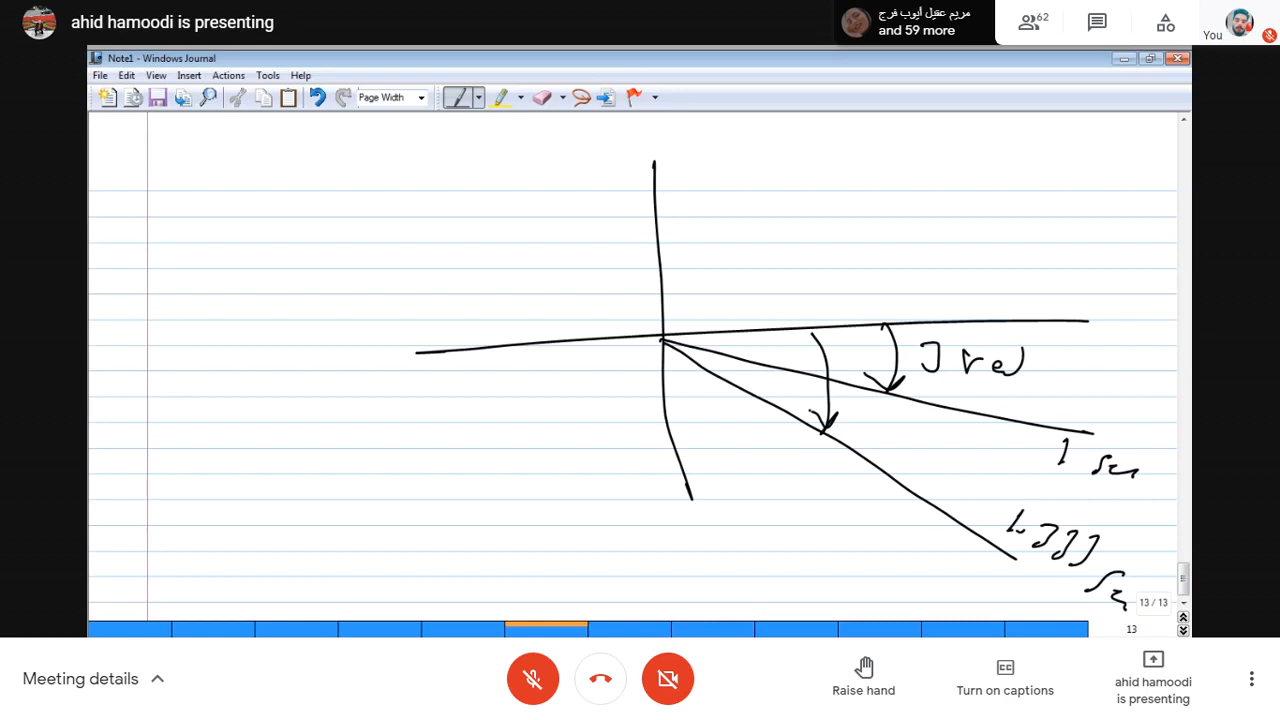 ahid hamoodi is presenting
مريم عقيل أيوب فرج
and 59 more
62
You
Note1 - Windows Journal
File Edit View Insert Actions Tools Help
Page Width
rad
1 sec
13 / 13
13
Meeting details
Raise hand
Turn on captions
ahid hamoodi
is presenting